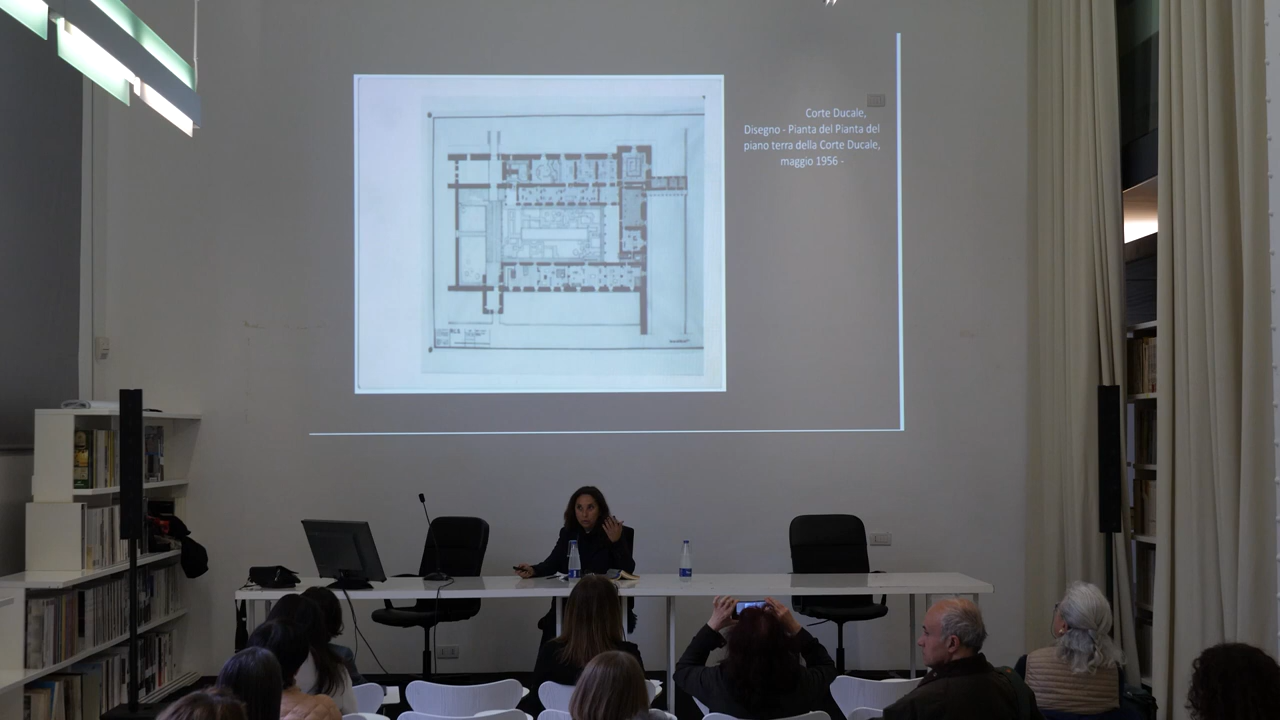 Corte Ducale,
Disegno - Pianta del Pianta del
piano terra della Corte Ducale,
maggio 1956 -